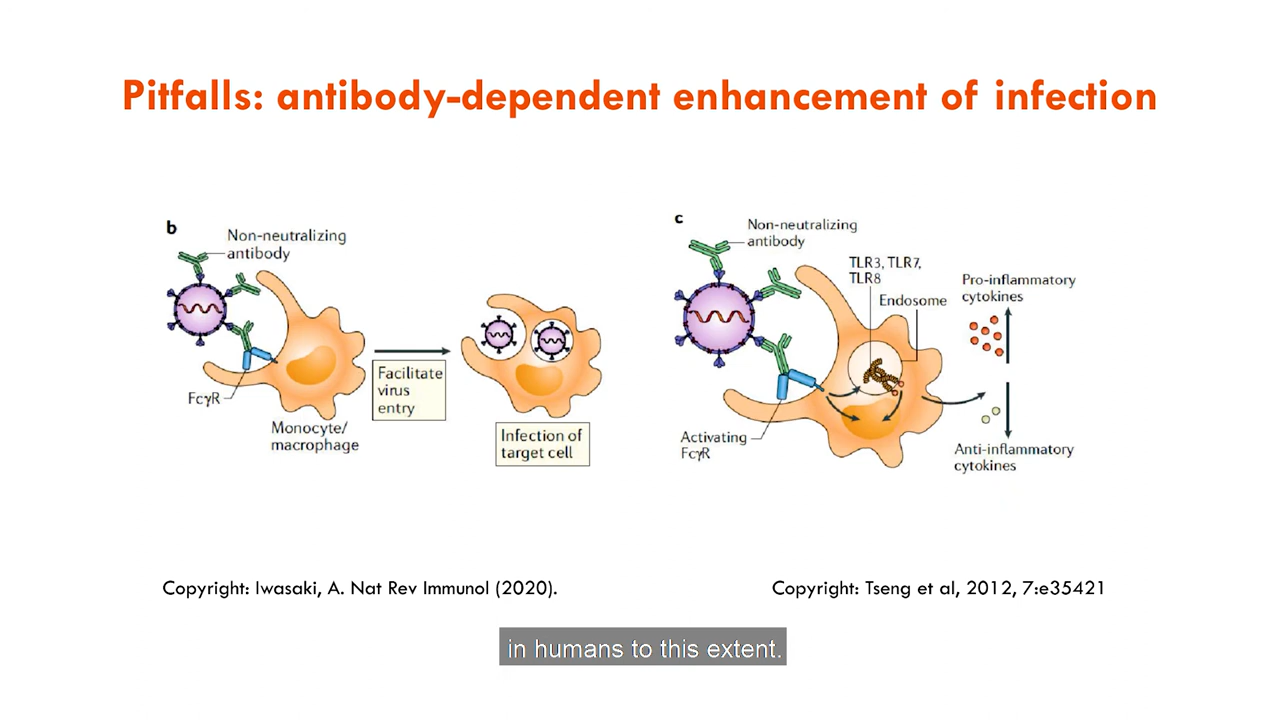 Pitfalls: antibody-dependent enhancement of infection
b
Non-neutralizing
antibody
FcγR
Monocyte/
macrophage
Facilitate
virus
entry
Infection of
target cell
c
Non-neutralizing
antibody
TLR3, TLR7,
TLR8
Endosome
Pro-inflammatory
cytokines
Activating
FcγR
Anti-inflammatory
cytokines
Copyright: Iwasaki, A. Nat Rev Immunol (2020).
Copyright: Tseng et al, 2012, 7:e35421
in humans to this extent.